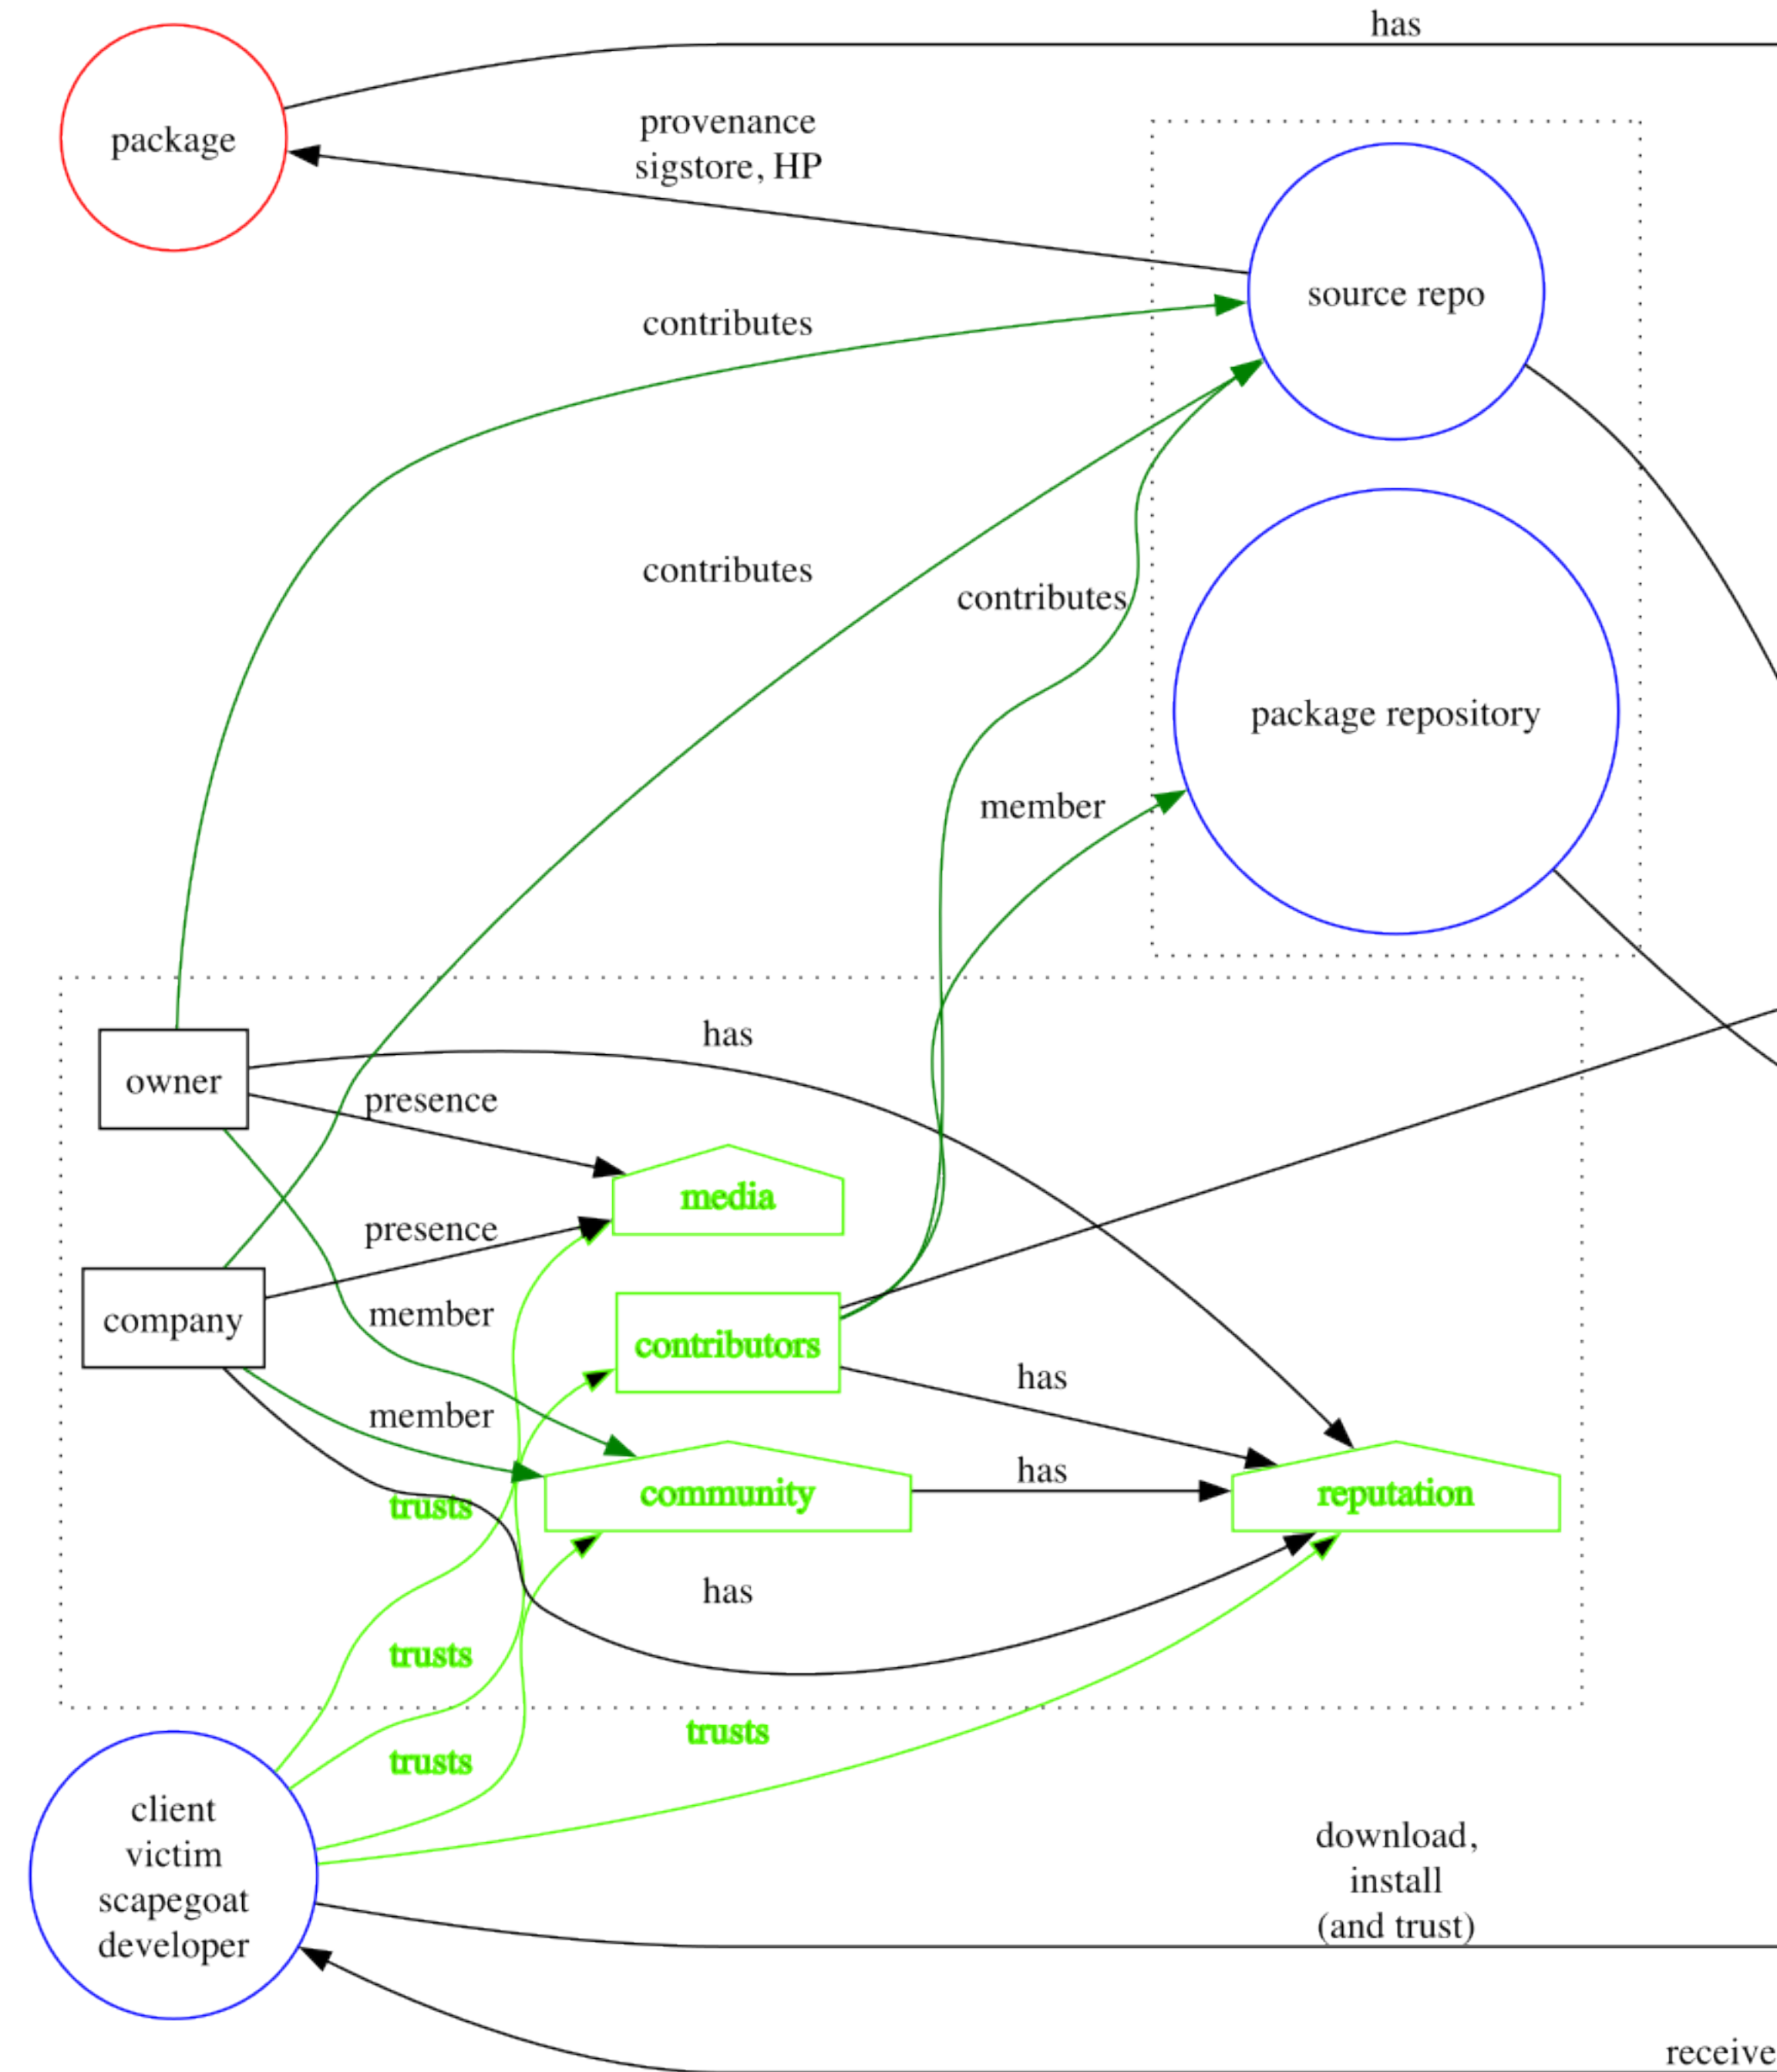 has
package
provenance
sigstore, HP
source repo
contributes
contributes
contributes
package repository
member
owner
has
presence
media
presence
company
member
contributors
has
member
community
has
reputation
trusts
has
trusts
trusts
trusts
client
victim
scapegoat
developer
download,
install
(and trust)
receive